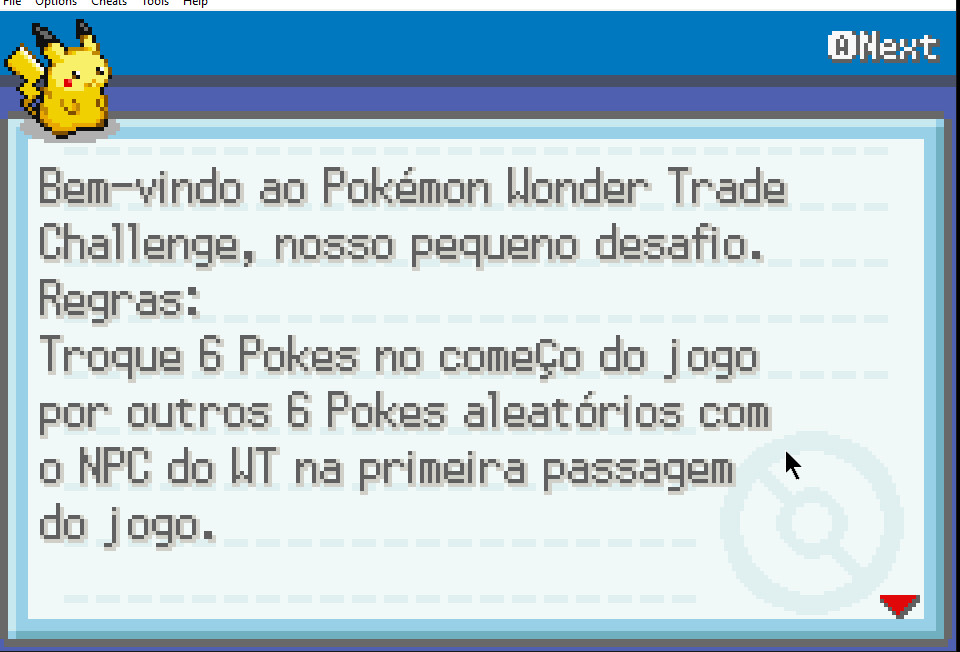 File Options Cheats Tools Help
ANext
Bem-vindo ao Pokémon Wonder Trade
Challenge, nosso pequeno desafio.
Regras:
Troque 6 Pokes no comeÇo do jogo
por outros 6 Pokes aleatórios com
o NPC do WT na primeira passagem
do jogo.